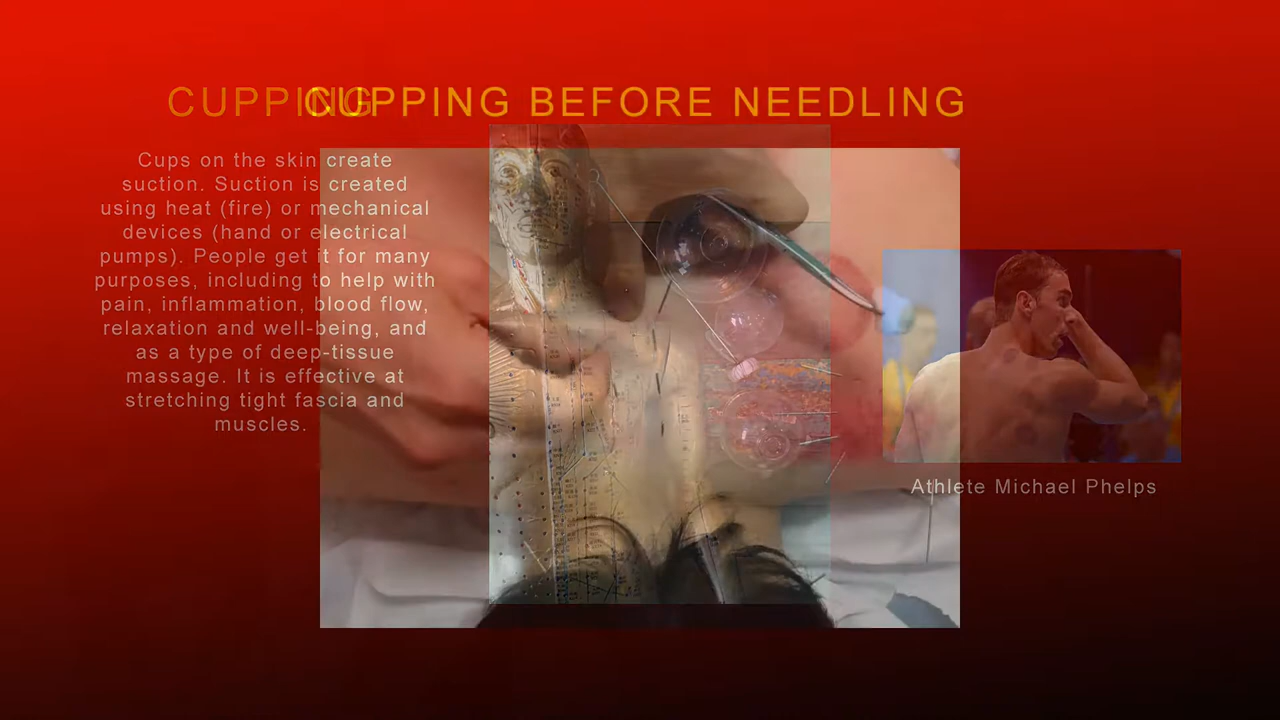 CUPPING
CUPPING BEFORE NEEDLING
Cups on the skin create
suction. Suction is created
using heat (fire) or mechanical
devices (hand or electrical
pumps). People get it for many
purposes, including to help with
pain, inflammation, blood flow,
relaxation and well-being, and
as a type of deep-tissue
massage. It is effective at
stretching tight fascia and
muscles.
Athlete Michael Phelps